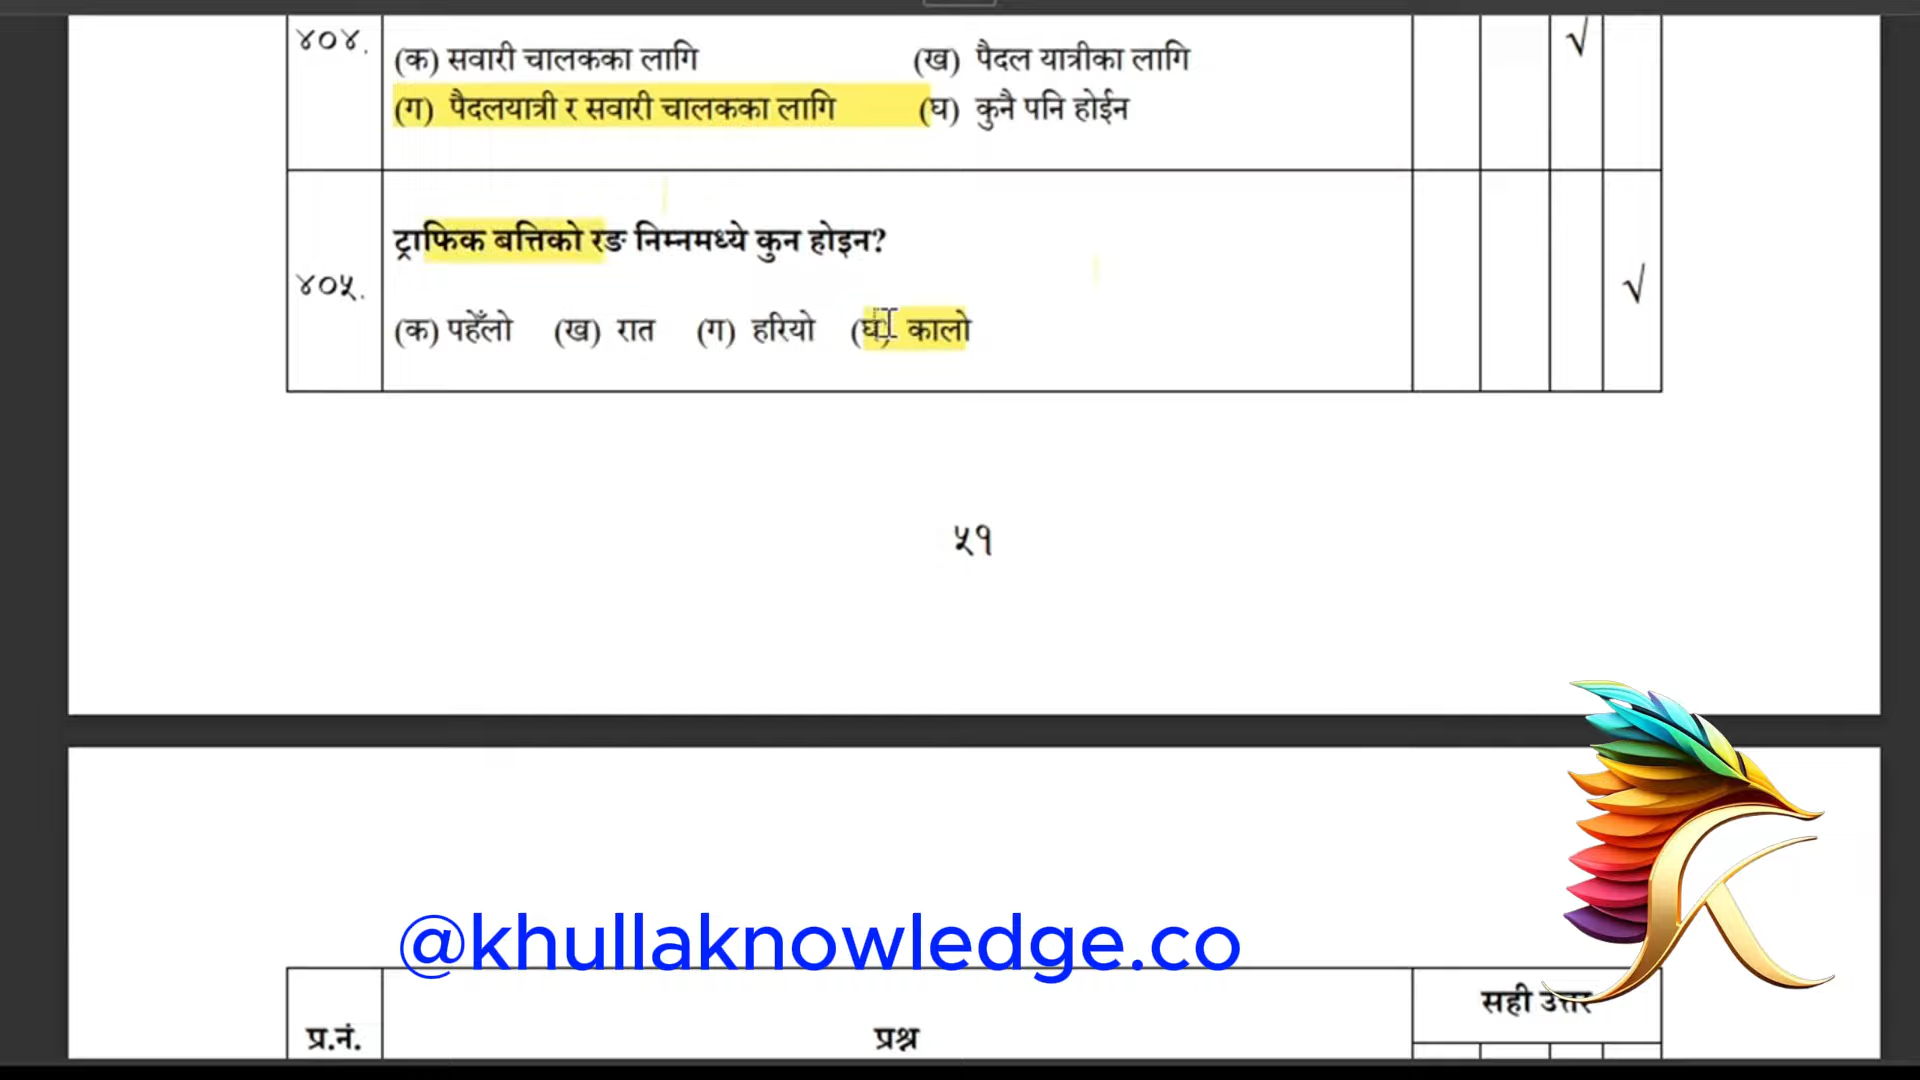 ४०४.
√
(क) सवारी चालकका लागि (ख) पैदल यात्रीका लागि
(ग) पैदलयात्री र सवारी चालकका लागि (घ) कुनै पनि होईन
ट्राफिक बत्तिको रङ निम्नमध्ये कुन होइन?
४०५.
√
(क) पहेँलो (ख) रात (ग) हरियो (घ) कालो
५१
@khullaknowledge.co
सही उत्तर
प्र.नं. प्रश्न